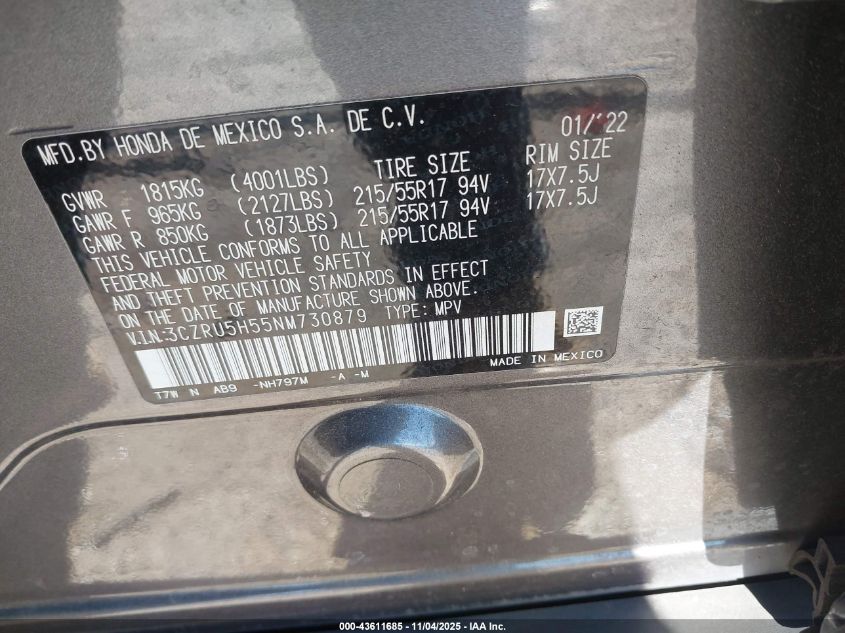 MFD.BY HONDA DE MEXICO S.A. DE C.V. 01/'22
GVWR 1815KG (4001LBS) TIRE SIZE RIM SIZE
GAWR F 965KG (2127LBS) 215/55R17 94V 17X7.5J
GAWR R 850KG (1873LBS) 215/55R17 94V 17X7.5J
THIS VEHICLE CONFORMS TO ALL APPLICABLE
FEDERAL MOTOR VEHICLE SAFETY
AND THEFT PREVENTION STANDARDS IN EFFECT
ON THE DATE OF MANUFACTURE SHOWN ABOVE.
V.I.N:3CZRU5H55NM730879 TYPE: MPV
MADE IN MEXICO
T7W N AB9 -NH797M -A -M
000-43611685 - 11/04/2025 - IAA Inc.